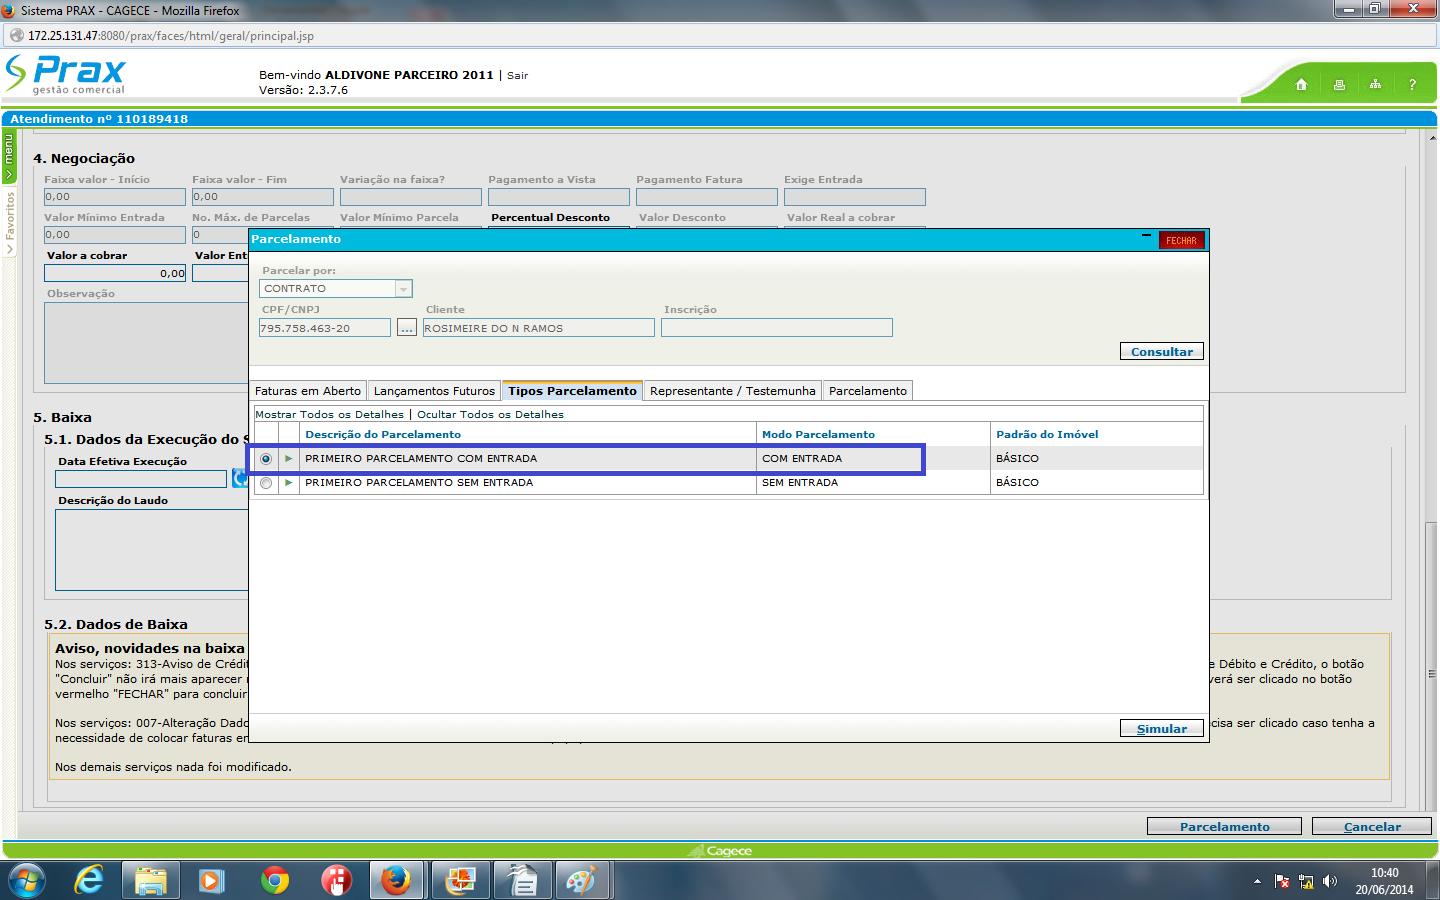 Sistema PRAX - CAGECE - Mozilla Firefox
172.25.131.47:8080/prax/faces/html/geral/principal.jsp
Prax
gestão comercial
Bem-vindo ALDIVONE PARCEIRO 2011 | Sair
Versão: 2.3.7.6
?
Atendimento nº 110189418
menu
Favoritos
4. Negociação
Faixa valor - Início Faixa valor - Fim Variação na faixa? Pagamento a Vista Pagamento Fatura Exige Entrada
0,00 0,00
Valor Mínimo Entrada No. Máx. de Parcelas Valor Mínimo Parcela Percentual Desconto Valor Desconto Valor Real a cobrar
0,00 0
Valor a cobrar Valor Ent
0,00
Observação
Parcelamento
FECHAR
Parcelar por:
CONTRATO
CPF/CNPJ Cliente Inscrição
795.758.463-20 ... ROSIMEIRE DO N RAMOS
Consultar
Faturas em Aberto Lançamentos Futuros Tipos Parcelamento Representante / Testemunha Parcelamento
Mostrar Todos os Detalhes | Ocultar Todos os Detalhes
Descrição do Parcelamento Modo Parcelamento Padrão do Imóvel
PRIMEIRO PARCELAMENTO COM ENTRADA COM ENTRADA BÁSICO
PRIMEIRO PARCELAMENTO SEM ENTRADA SEM ENTRADA BÁSICO
Simular
5. Baixa
5.1. Dados da Execução do S
Data Efetiva Execução
Descrição do Laudo
5.2. Dados de Baixa
Aviso, novidades na baixa
Nos serviços: 313-Aviso de Crédit e Débito e Crédito, o botão
"Concluir" não irá mais aparecer verá ser clicado no botão
vermelho "FECHAR" para concluir
Nos serviços: 007-Alteração Dado cisa ser clicado caso tenha a
necessidade de colocar faturas en
Nos demais serviços nada foi modificado.
Parcelamento Cancelar
Cagece
10:40
20/06/2014